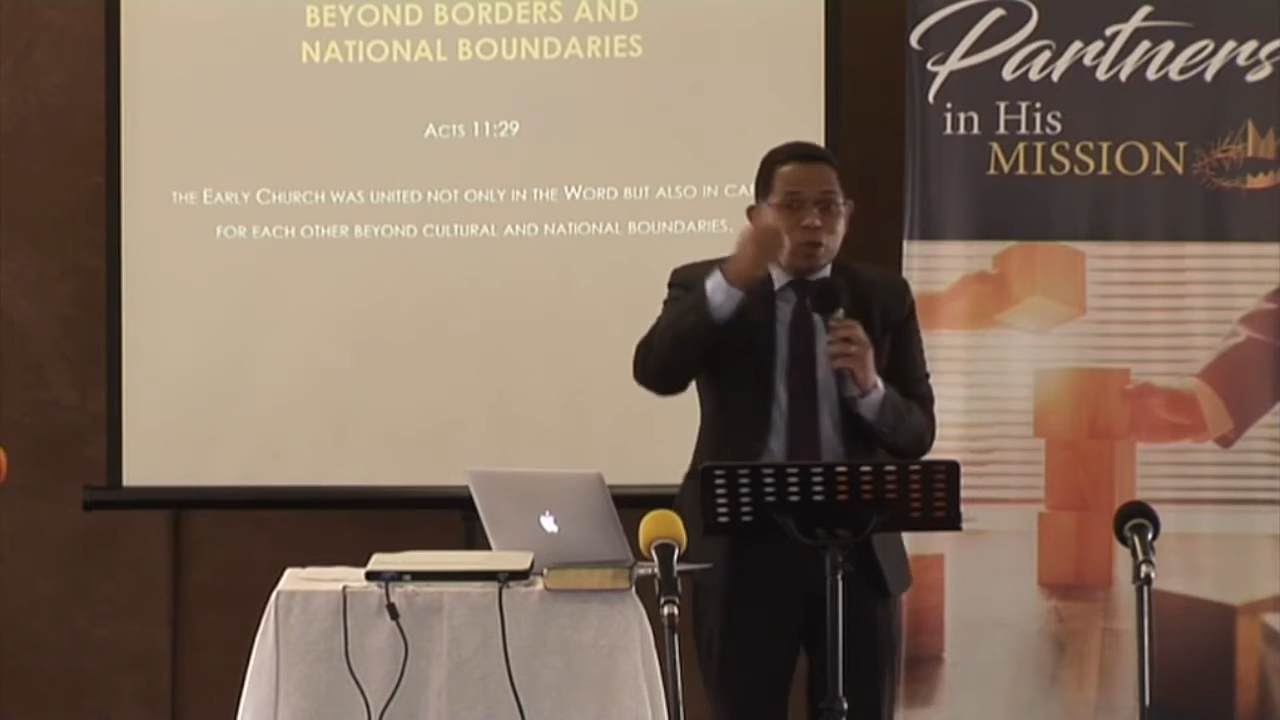 BEYOND BORDERS AND
NATIONAL BOUNDARIES
Acts 11:29
the Early Church was united not only in the Word but also in
for each other beyond cultural and national boundaries.
Partners
in His
MISSION